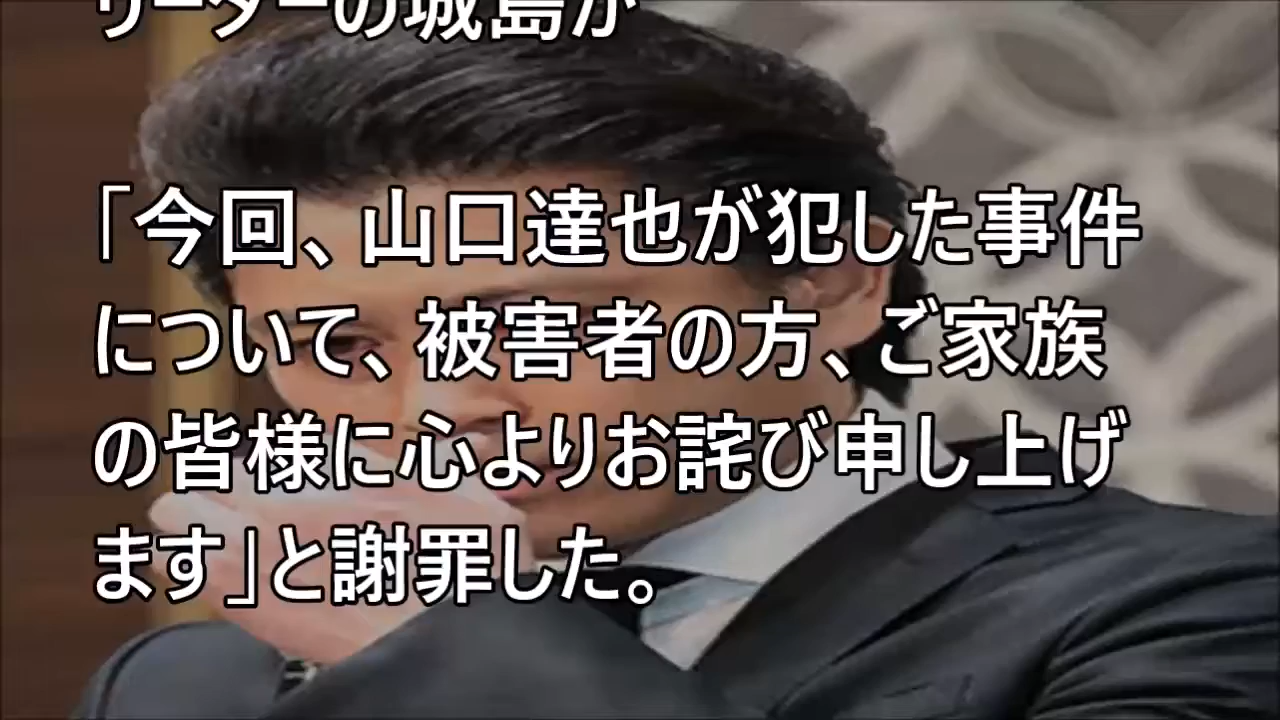 リーダーの城島が
「今回、山口達也が犯した事件
について、被害者の方、ご家族
の皆様に心よりお詫び申し上げ
ます」と謝罪した。